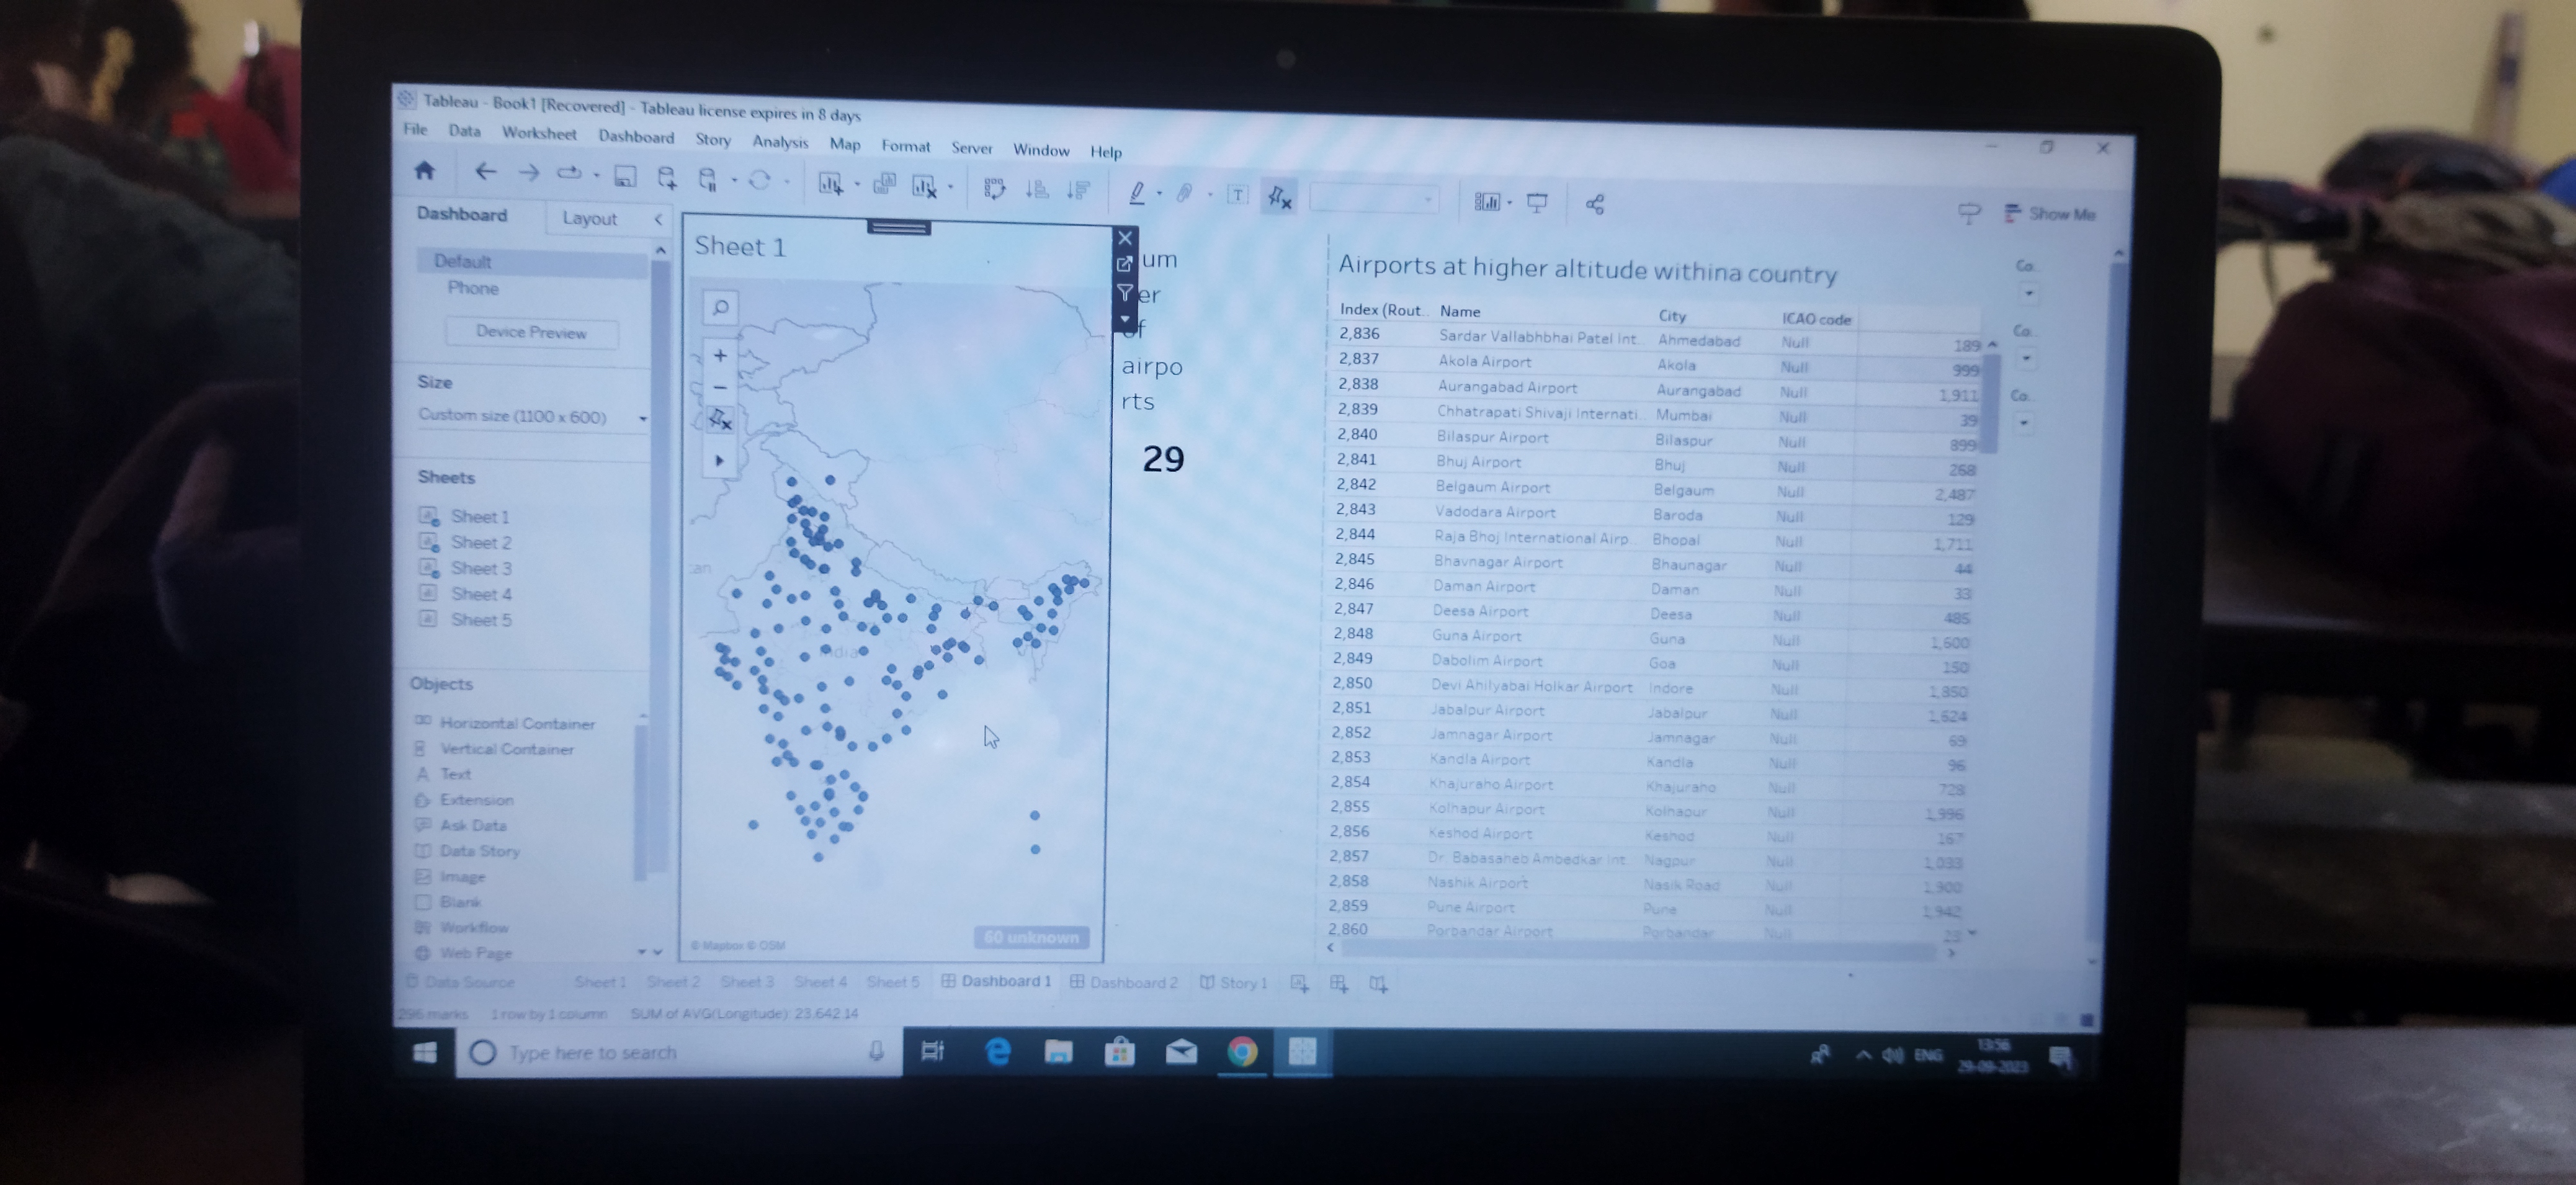 Tableau - Book1 [Recovered] - Tableau license expires in 8 days
File Data Worksheet Dashboard Story Analysis Map Format Server Window Help
Show Me
Dashboard Layout
Default
Phone
Device Preview
Size
Custom size (1100 x 600)
Sheets
Sheet 1
Sheet 2
Sheet 3
Sheet 4
Sheet 5
Objects
Horizontal Container
Vertical Container
Text
Extension
Ask Data
Data Story
Image
Blank
Workflow
Web Page
Sheet 1
India
60 unknown
© Mapbox © OSM
um
er
of
airpo
rts
29
Airports at higher altitude withina country
Index (Rout.. Name City ICAO code
2,836 Sardar Vallabhbhai Patel Int.. Ahmedabad Null 189
2,837 Akola Airport Akola Null 999
2,838 Aurangabad Airport Aurangabad Null 1,911
2,839 Chhatrapati Shivaji Internati.. Mumbai Null 39
2,840 Bilaspur Airport Bilaspur Null 899
2,841 Bhuj Airport Bhuj Null 268
2,842 Belgaum Airport Belgaum Null 2,487
2,843 Vadodara Airport Baroda Null 129
2,844 Raja Bhoj International Airp.. Bhopal Null 1,711
2,845 Bhavnagar Airport Bhaunagar Null 44
2,846 Daman Airport Daman Null 33
2,847 Deesa Airport Deesa Null 485
2,848 Guna Airport Guna Null 1,600
2,849 Dabolim Airport Goa Null 150
2,850 Devi Ahilyabai Holkar Airport Indore Null 1,850
2,851 Jabalpur Airport Jabalpur Null 1,624
2,852 Jamnagar Airport Jamnagar Null 69
2,853 Kandla Airport Kandla Null 96
2,854 Khajuraho Airport Khajuraho Null 728
2,855 Kolhapur Airport Kolhapur Null 1,996
2,856 Keshod Airport Keshod Null 167
2,857 Dr. Babasaheb Ambedkar Int.. Nagpur Null 1,033
2,858 Nashik Airport Nasik Road Null 1,900
2,859 Pune Airport Pune Null 1,942
2,860 Porbandar Airport Porbandar Null 23
Co..
Co..
Co..
Data Source Sheet 1 Sheet 2 Sheet 3 Sheet 4 Sheet 5 Dashboard 1 Dashboard 2 Story 1
296 marks 1 row by 1 column SUM of AVG(Longitude): 23,642.14
Type here to search
ENG
13:56
29-09-2023